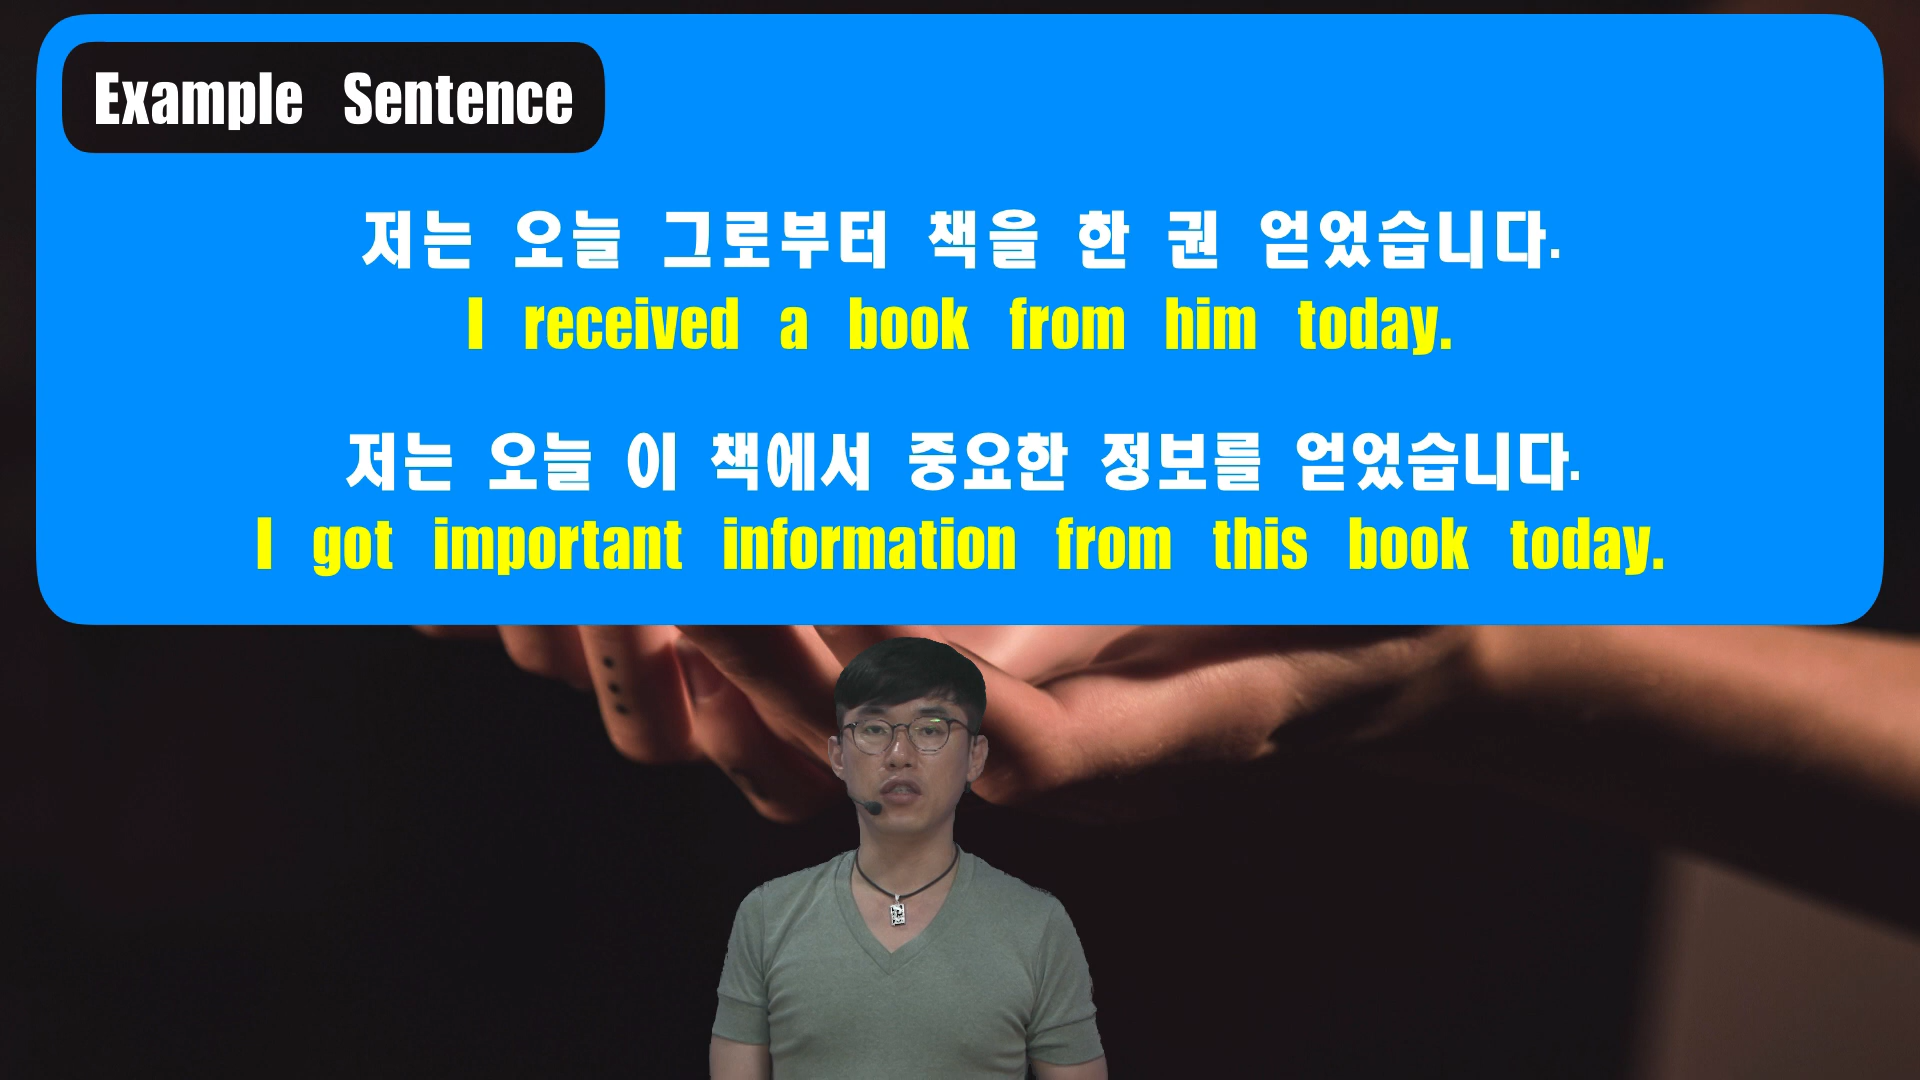 Example Sentence
저는 오늘 그로부터 책을 한 권 얻었습니다.
I received a book from him today.
저는 오늘 이 책에서 중요한 정보를 얻었습니다.
I got important information from this book today.